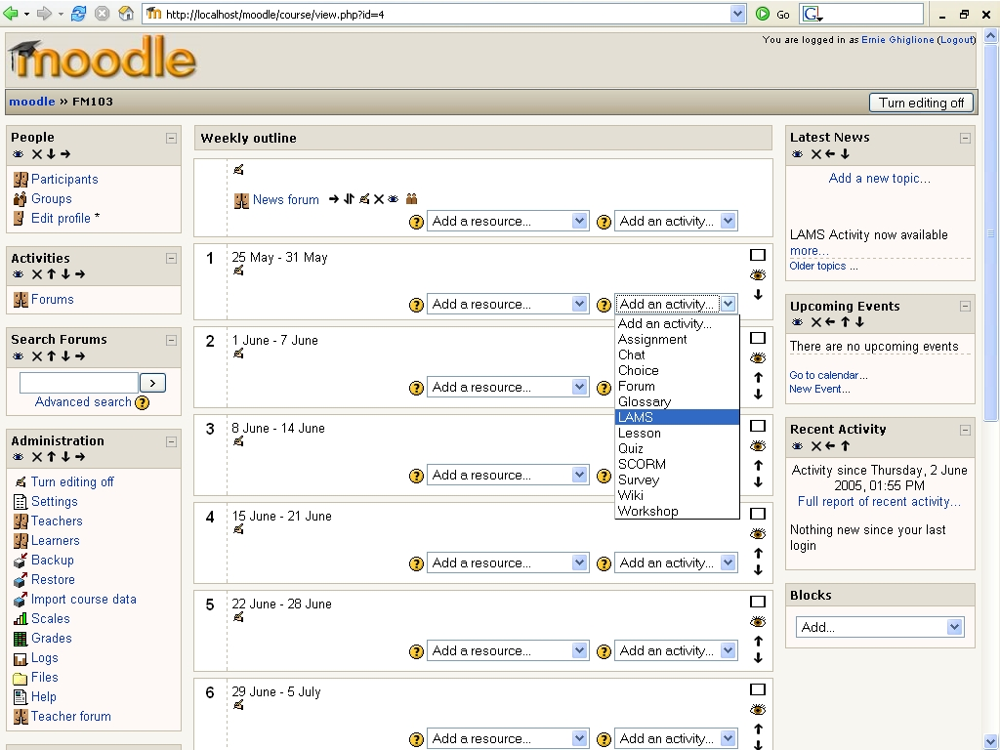 http://localhost/moodle/course/view.php?id=4
Go
G
You are logged in as Ernie Ghiglione (Logout)
moodle
moodle » FM103
Turn editing off
People
Participants
Groups
Edit profile *
Activities
Forums
Search Forums
>
Advanced search ?
Administration
Turn editing off
Settings
Teachers
Learners
Backup
Restore
Import course data
Scales
Grades
Logs
Files
Help
Teacher forum
Weekly outline
News forum
? Add a resource... ? Add an activity...
1 25 May - 31 May
? Add a resource... ? Add an activity...
Add an activity...
Assignment
Chat
Choice
Forum
Glossary
LAMS
Lesson
Quiz
SCORM
Survey
Wiki
Workshop
2 1 June - 7 June
? Add a resource... ?
3 8 June - 14 June
? Add a resource... ?
4 15 June - 21 June
? Add a resource... ? Add an activity...
5 22 June - 28 June
? Add a resource... ? Add an activity...
6 29 June - 5 July
? Add a resource... ? Add an activity...
Latest News
Add a new topic...
LAMS Activity now available
more...
Older topics ...
Upcoming Events
There are no upcoming events
Go to calendar...
New Event...
Recent Activity
Activity since Thursday, 2 June
2005, 01:55 PM
Full report of recent activity...
Nothing new since your last
login
Blocks
Add...